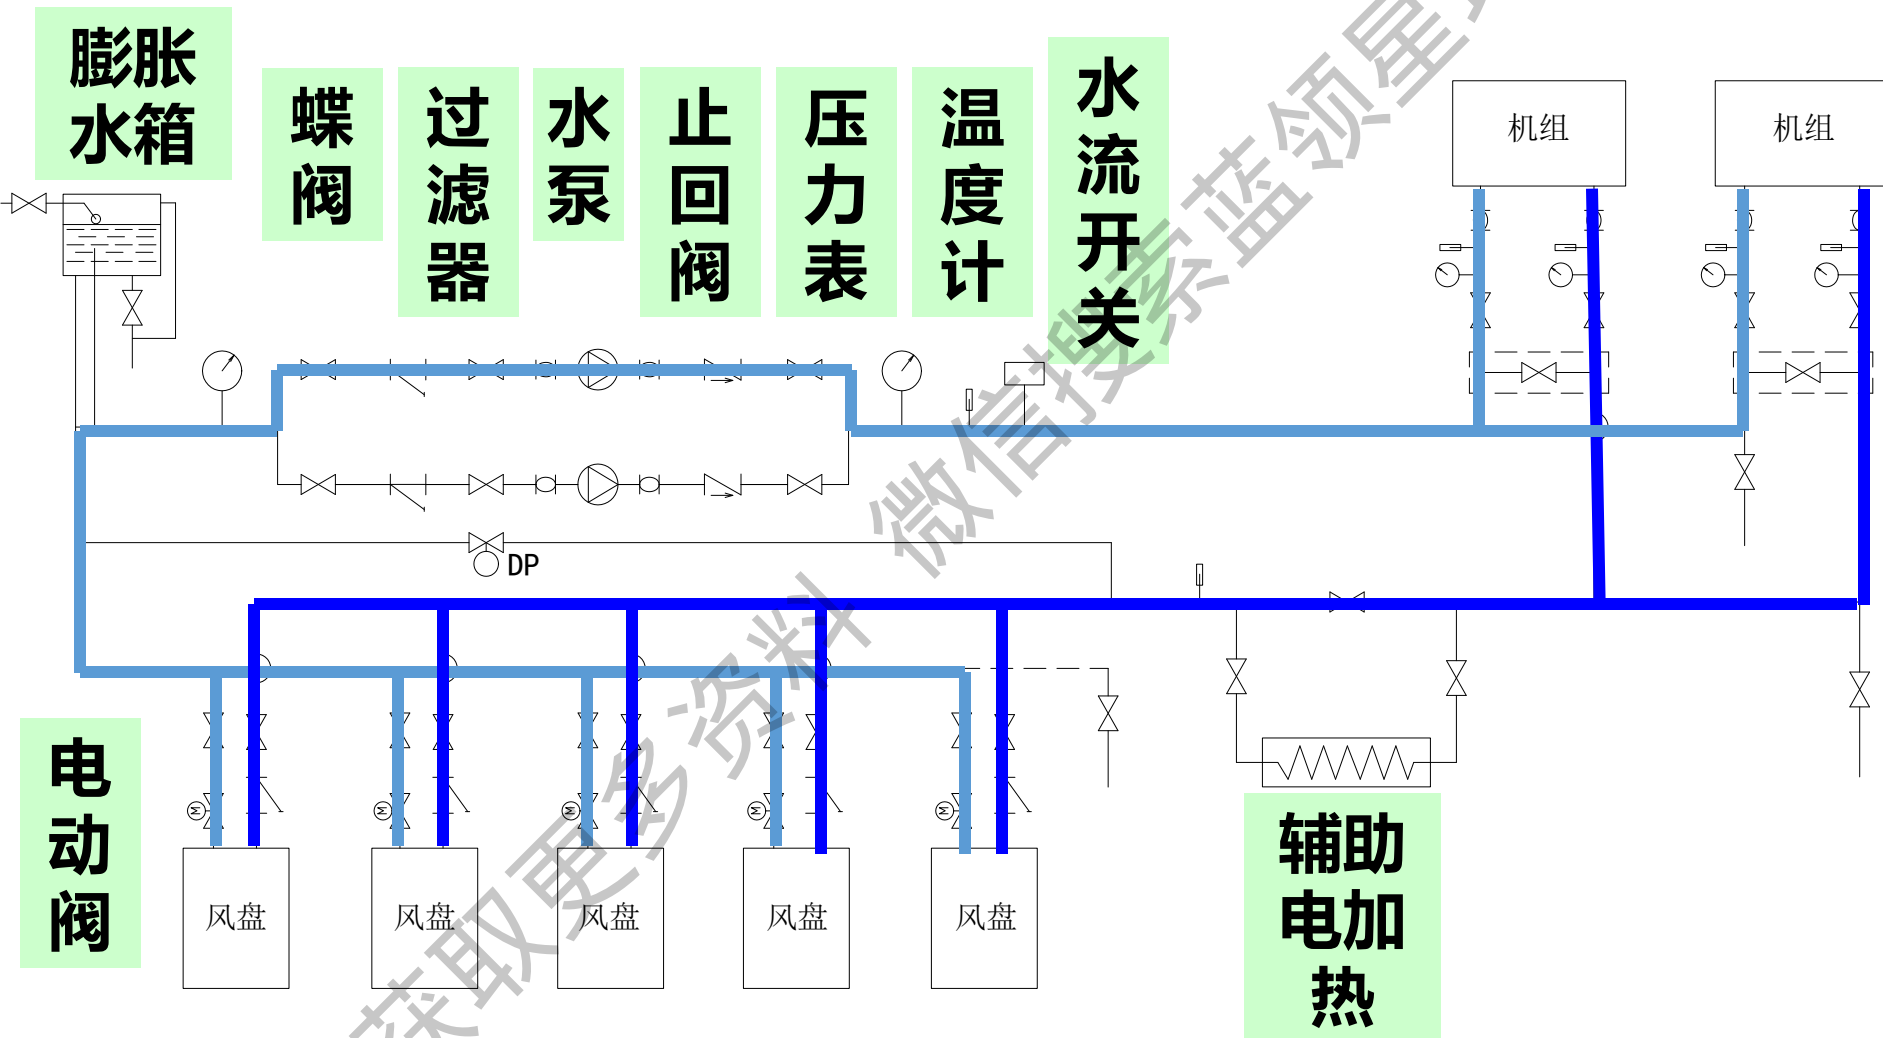 膨胀
水箱
蝶
阀
过
滤
器
水
泵
止
回
阀
压
力
表
温
度
计
水
流
开
关
机组
机组
DP
电
动
阀
M
M
M
M
M
风盘
风盘
风盘
风盘
风盘
辅助
电加
热
获取更多资料 微信搜索蓝领星